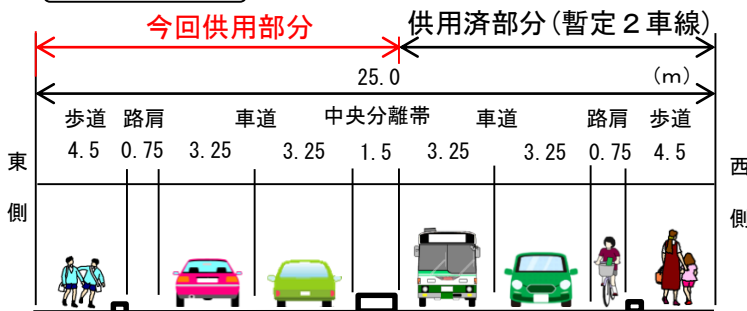 今回供用部分 供用済部分(暫定2車線)
25.0 (m)
歩道 路肩 車道 中央分離帯 車道 路肩 歩道
4.5 0.75 3.25 3.25 1.5 3.25 3.25 0.75 4.5
東側
西側